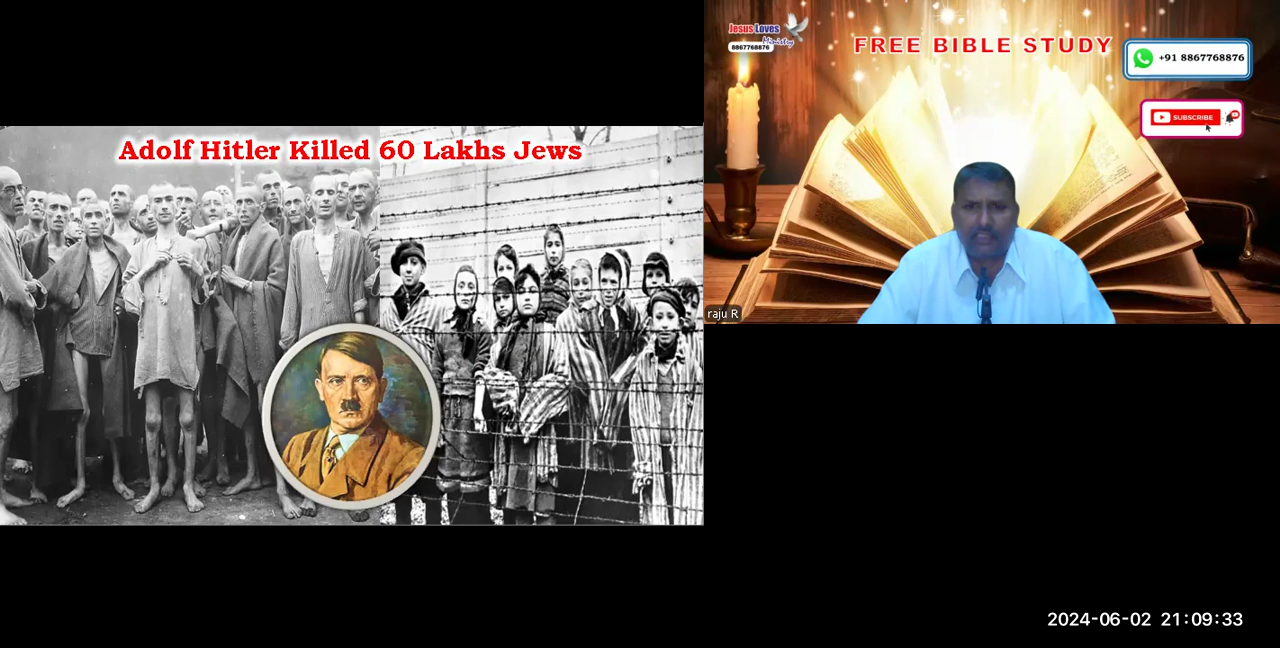 Adolf Hitler Killed 60 Lakhs Jews
Jesus Loves
Ministry
8867768876
FREE BIBLE STUDY
+91 8867768876
SUBSCRIBE
raju R
2024-06-02 21:09:33